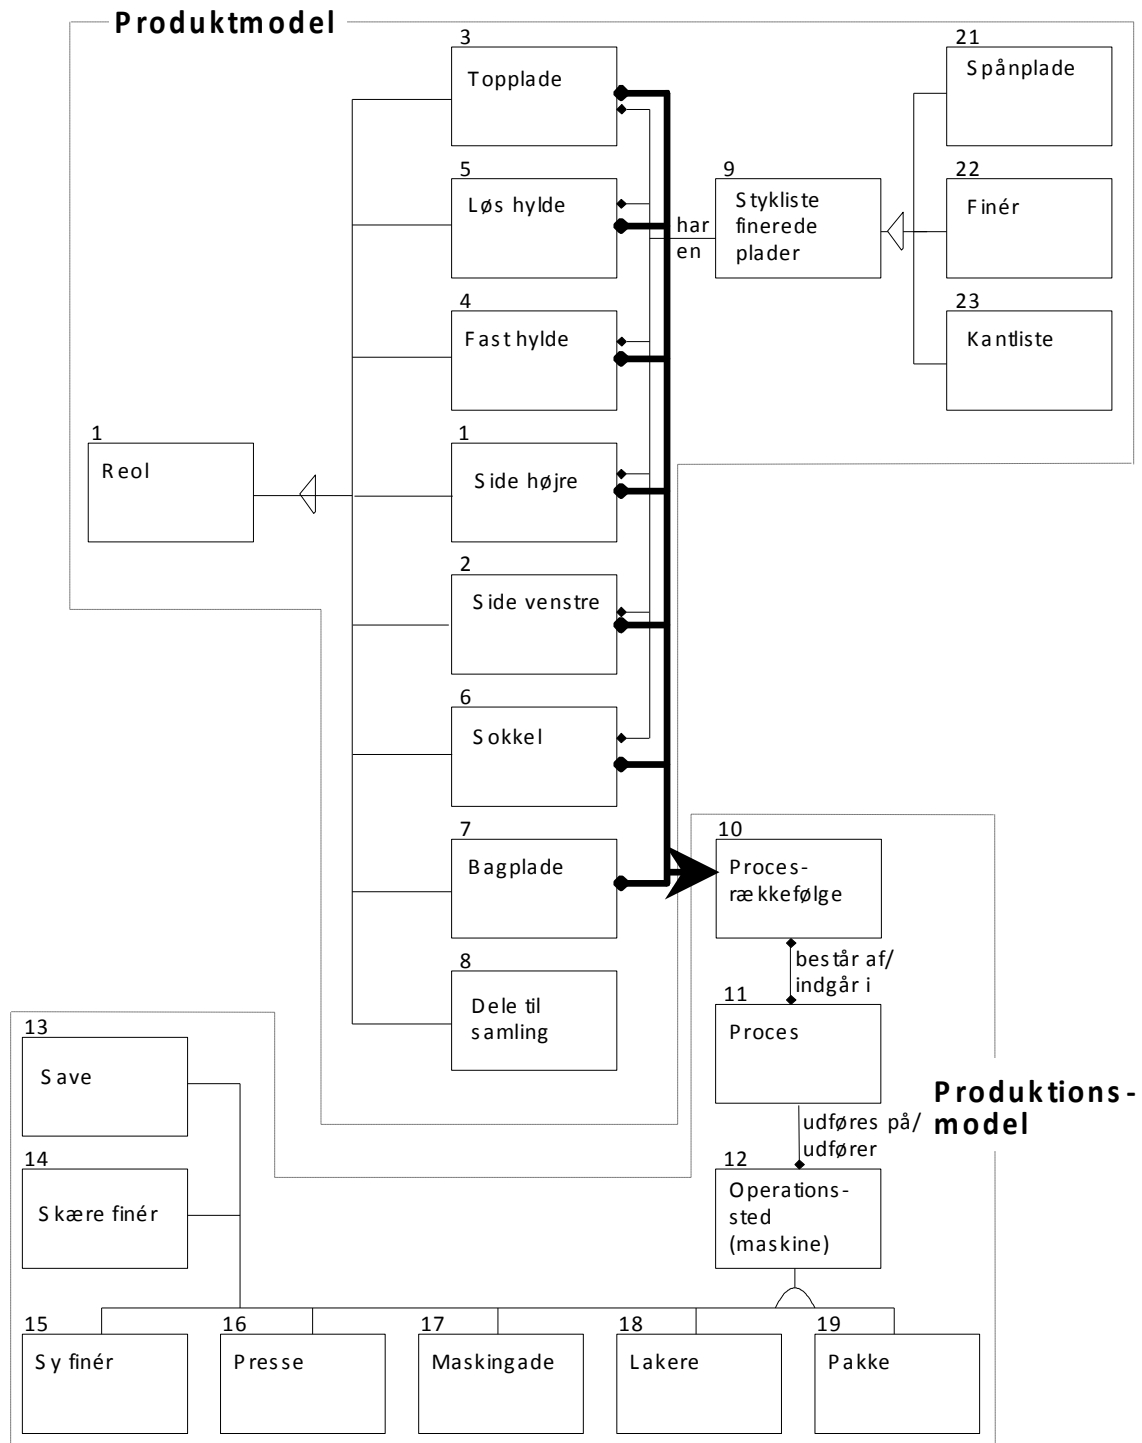 Produktmodel
3
Topplade
5
Løs hylde
4
Fast hylde
1
Reol
1
Side højre
2
Side venstre
6
Sokkel
7
Bagplade
8
Dele til
samling
har
en
9
Stykliste
finerede
plader
21
Spånplade
22
Finér
23
Kantliste
10
Proces-
rækkefølge
består af/
indgår i
11
Proces
udføres på/
udfører
Produktions-
model
12
Operations-
sted
(maskine)
13
Save
14
Skære finér
15
Sy finér
16
Presse
17
Maskingade
18
Lakere
19
Pakke